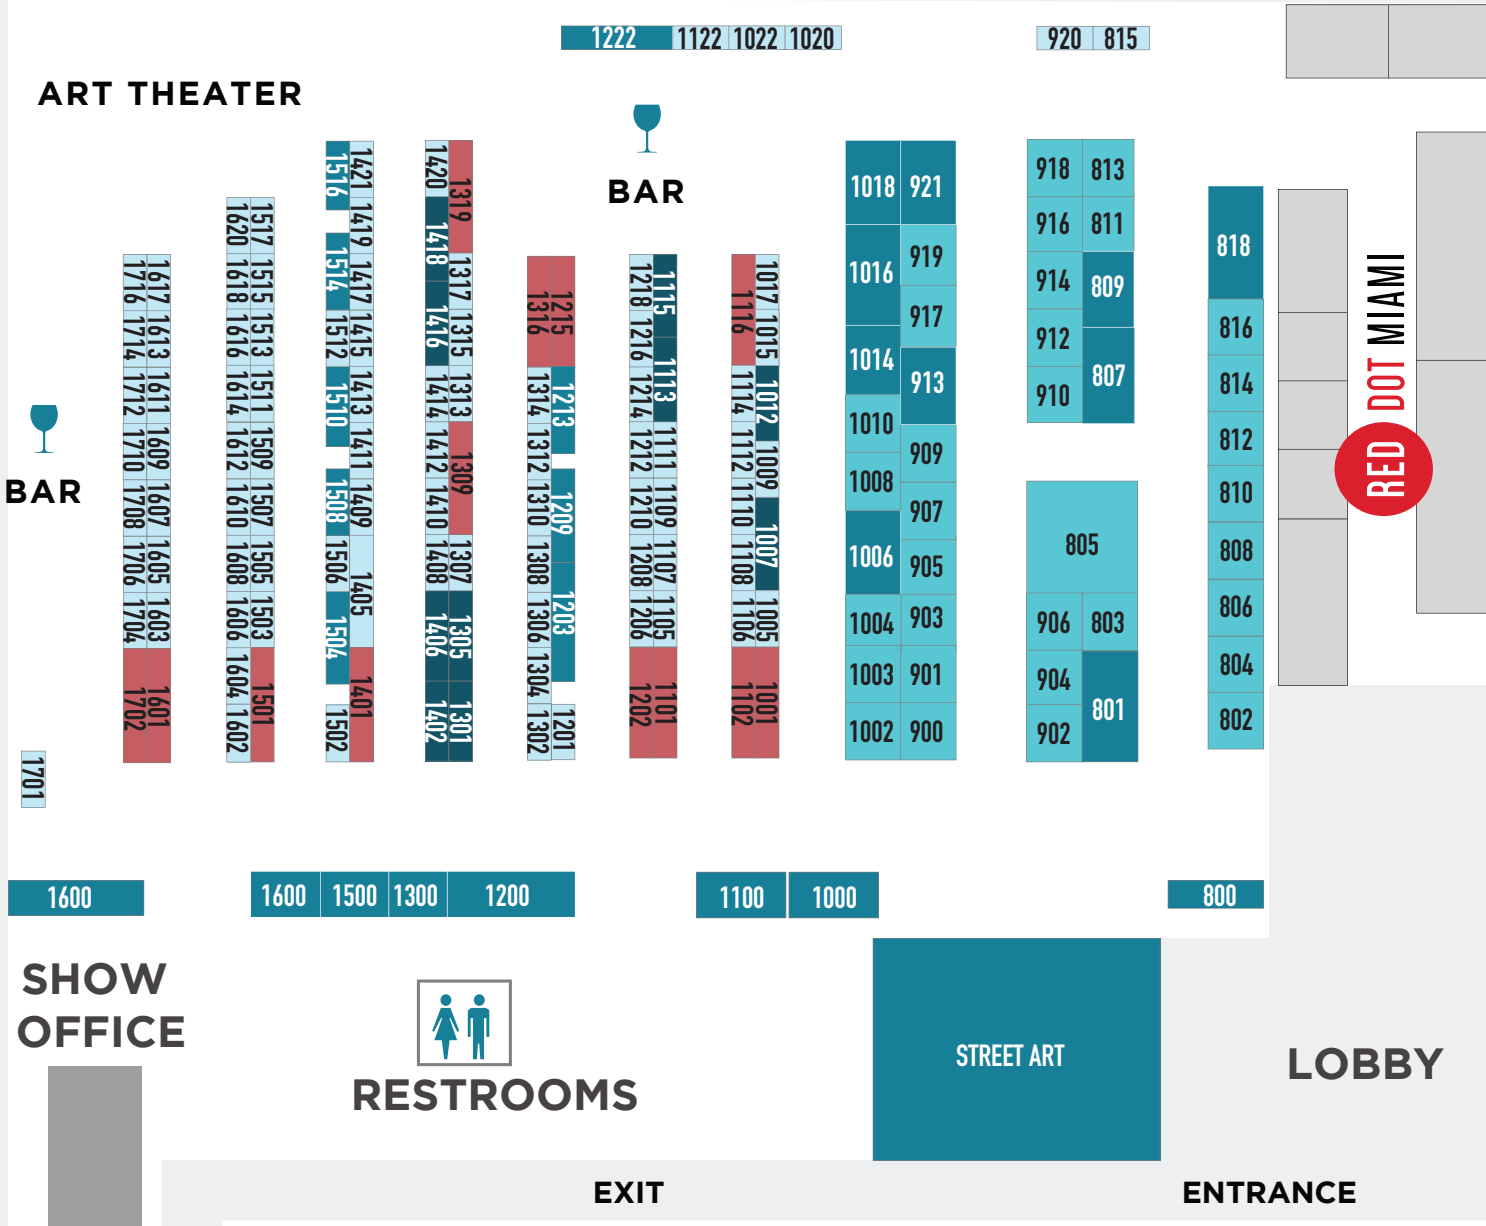 1222 1122 1022 1020
920 815
ART THEATER
BAR
BAR
1716 1714 1712 1710 1708 1706 1704 1702
1617 1613 1611 1609 1607 1605 1603 1601
1701
1620 1618 1616 1614 1612 1610 1608 1606 1604 1602
1517 1515 1513 1511 1509 1507 1505 1503 1501
1516 1514 1512 1510 1508 1506 1504 1502
1421 1419 1417 1415 1413 1411 1409 1405 1401
1420 1418 1416 1414 1412 1410 1408 1406 1402
1319 1317 1315 1313 1309 1307 1305 1301
1316 1314 1312 1310 1308 1306 1304 1302
1215 1213 1209 1203 1201
1218 1216 1214 1212 1210 1208 1206 1202
1115 1113 1111 1109 1107 1105 1101
1116 1114 1112 1110 1108 1106 1102
1017 1015 1012 1009 1007 1005 1001
1018 1016 1014 1010 1008 1006 1004 1003 1002
921 919 917 913 909 907 905 903 901 900
918 916 914 912 910
813 811 809 807
805
906 904 902
803 801
818 816 814 812 810 808 806 804 802
RED DOT MIAMI
1600
1600 1500 1300 1200
1100 1000
800
SHOW
OFFICE
RESTROOMS
STREET ART
LOBBY
EXIT
ENTRANCE